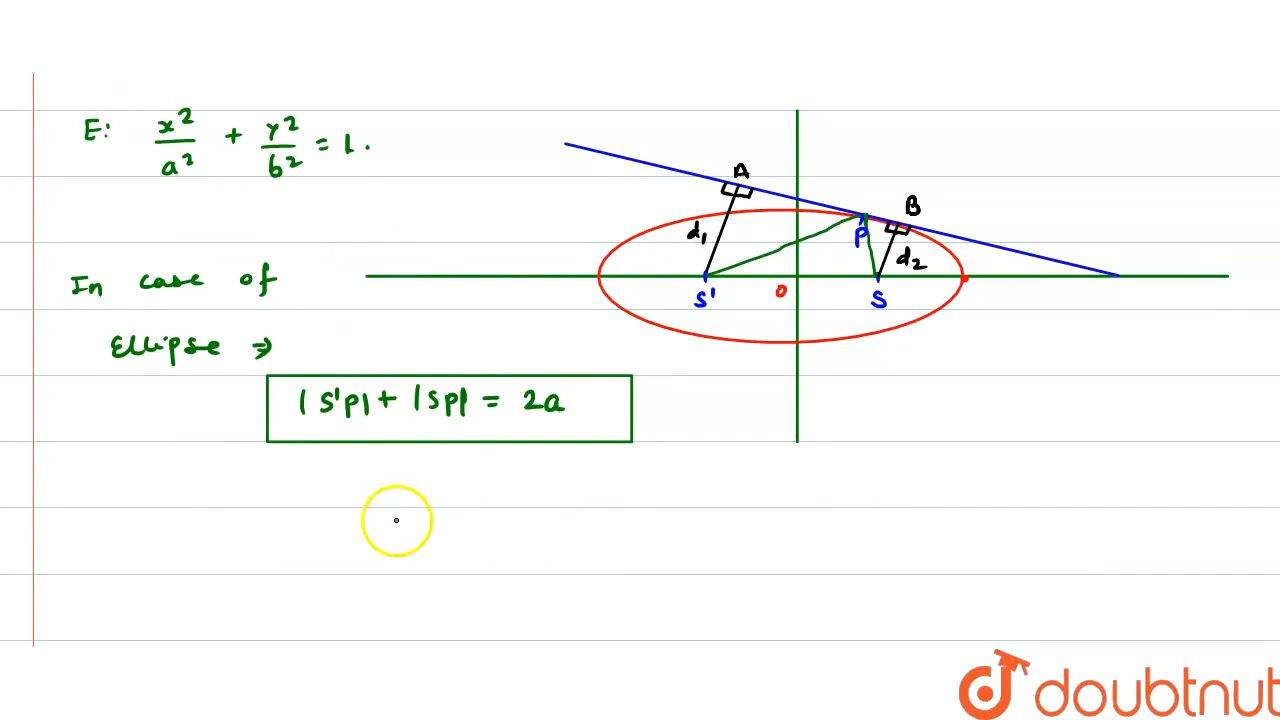 E: x²/a² + y²/b² = 1.
A
B
d₁
P
d₂
S'
O
S
In case of
Ellipse ⇒
|S'P| + |SP| = 2a
doubtnut